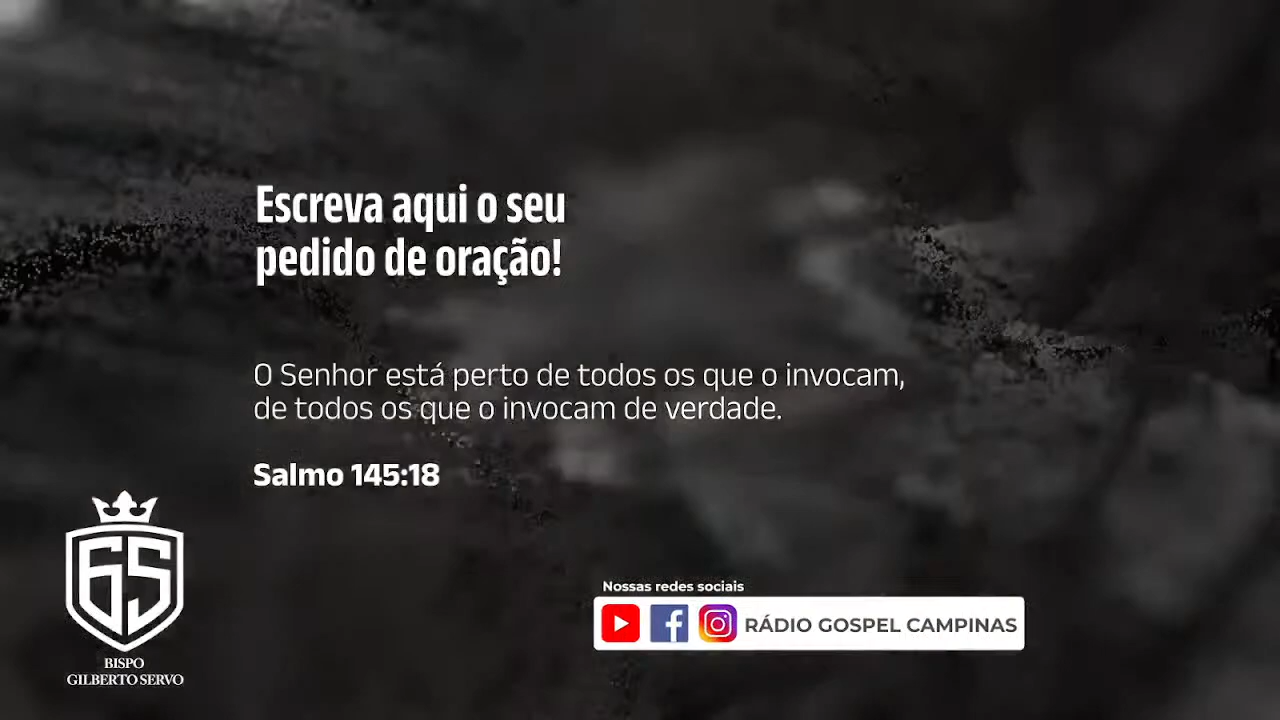 Escreva aqui o seu
pedido de oração!
O Senhor está perto de todos os que o invocam,
de todos os que o invocam de verdade.
Salmo 145:18
GS
BISPO
GILBERTO SERVO
Nossas redes sociais
RÁDIO GOSPEL CAMPINAS